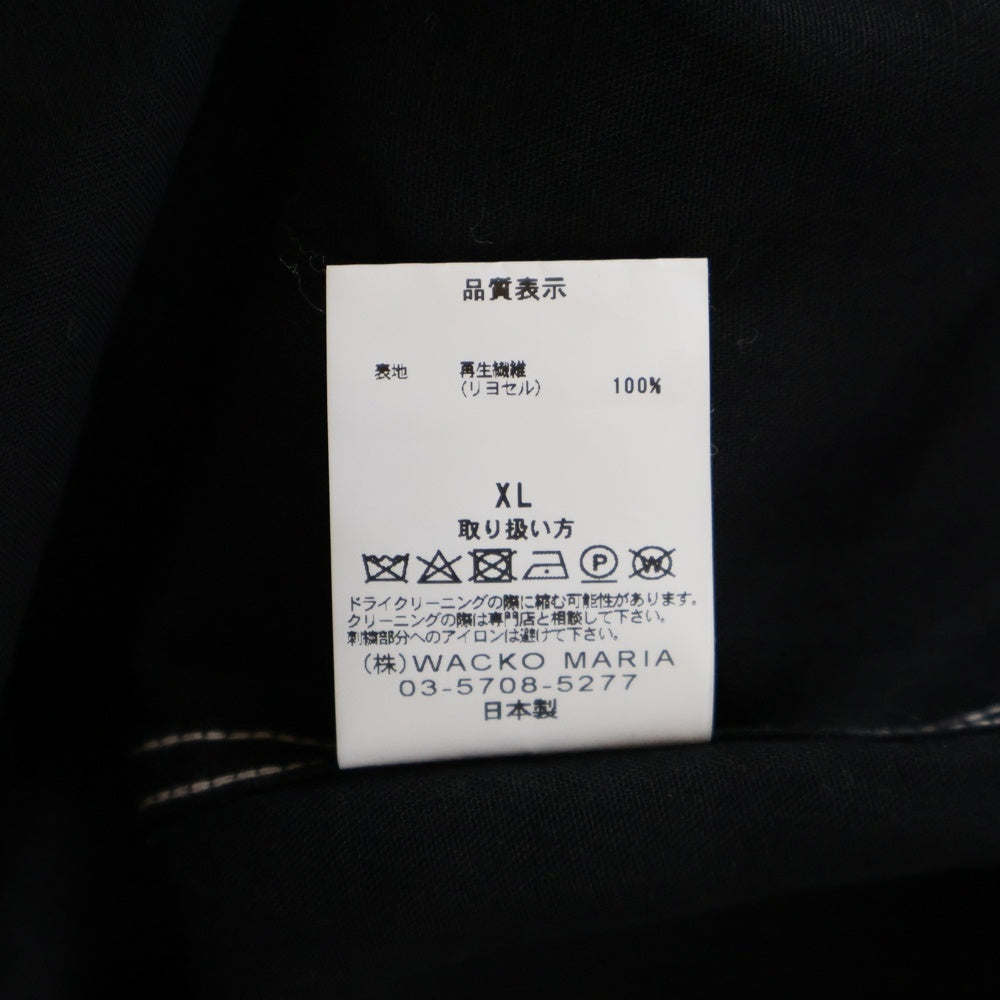 品質表示
表地 再生繊維
(リヨセル) 100%
XL
取り扱い方
P W
ドライクリーニングの際に縮む可能性があります。
クリーニングの際は専門店と相談して下さい。
刺繍部分へのアイロンは避けて下さい。
(株)WACKO MARIA
03-5708-5277
日本製